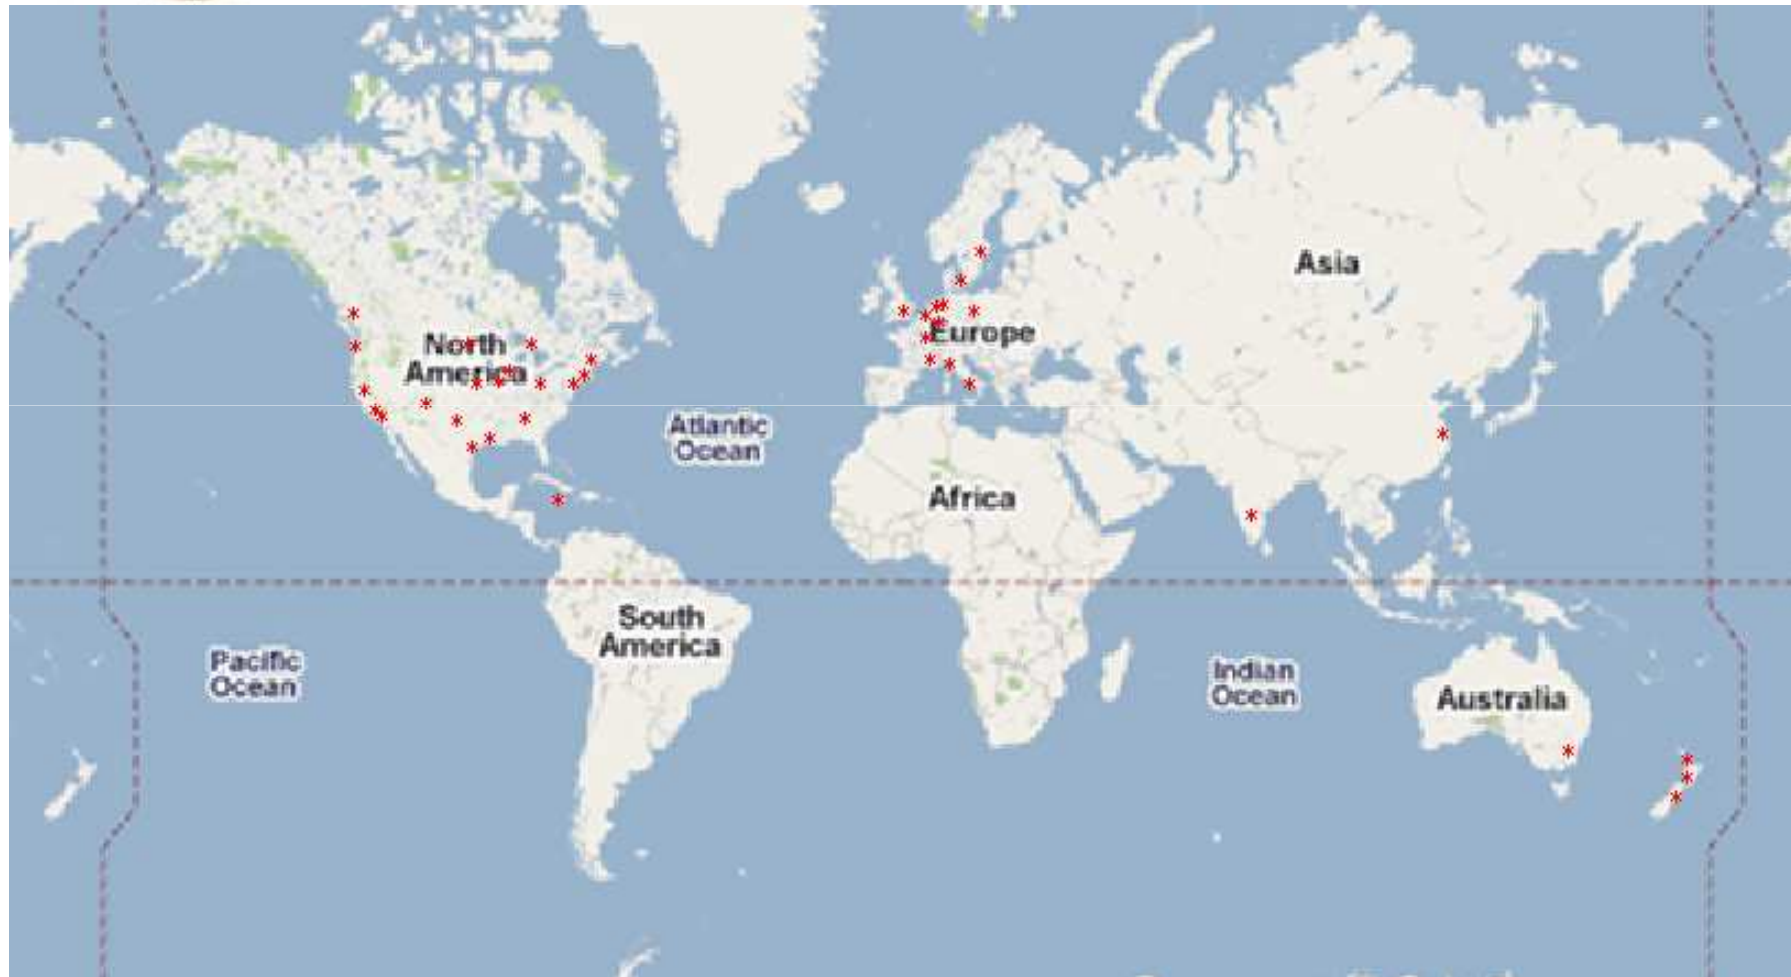 Asia
North
America
Europe
Atlantic
Ocean
Africa
South
America
Pacific
Ocean
Indian
Ocean
Australia